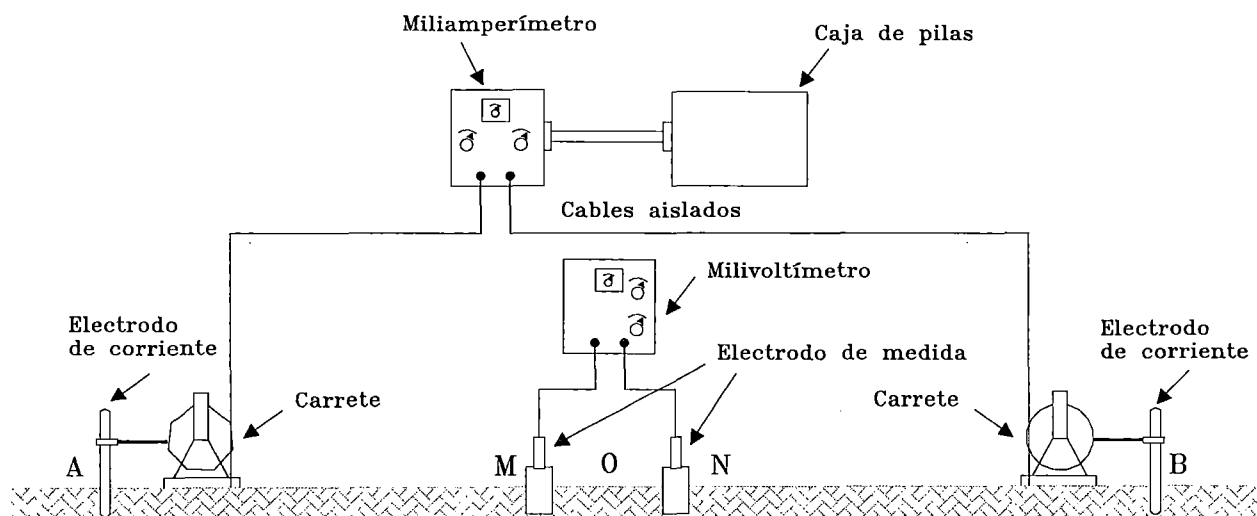 Miliamperímetro
Caja de pilas
Cables aislados
Milivoltímetro
Electrodo
de corriente
Electrodo
de corriente
Electrodo de medida
Carrete
Carrete
A
M
O
N
B